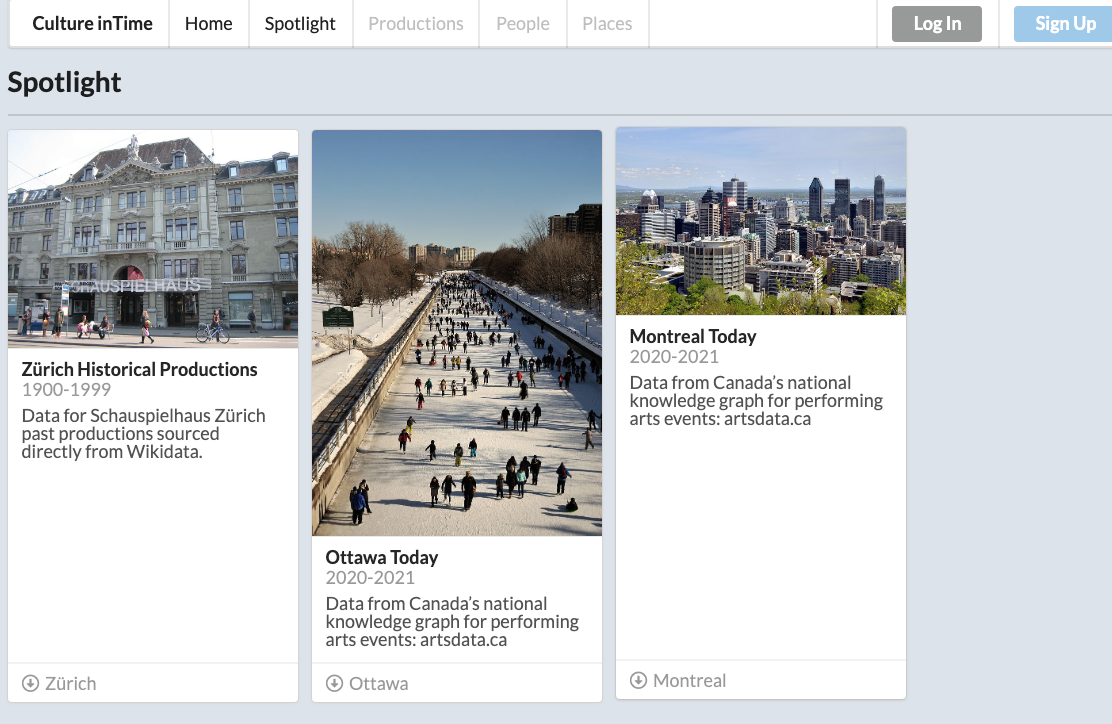 Culture inTime Home Spotlight Productions People Places Log In Sign Up
Spotlight
SCHAUSPIELHAUS
Zürich Historical Productions
1900-1999
Data for Schauspielhaus Zürich
past productions sourced
directly from Wikidata.
Zürich
Ottawa Today
2020-2021
Data from Canada’s national
knowledge graph for performing
arts events: artsdata.ca
Ottawa
Montreal Today
2020-2021
Data from Canada’s national
knowledge graph for performing
arts events: artsdata.ca
Montreal